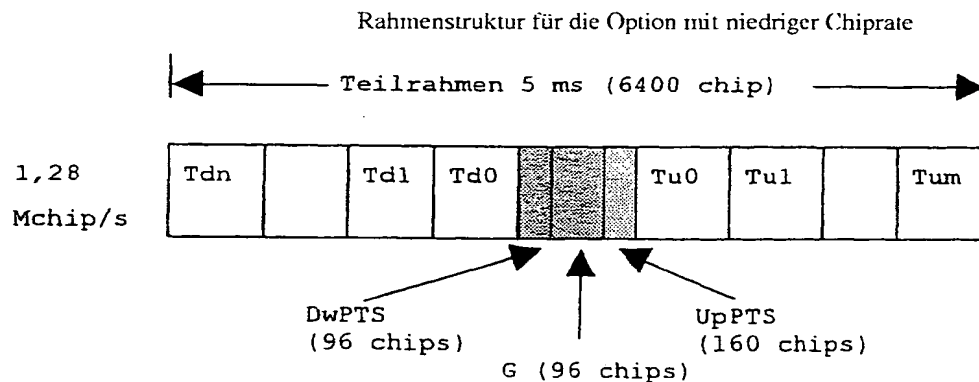 Rahmenstruktur für die Option mit niedriger Chiprate
Teilrahmen 5 ms (6400 chip)
1,28
Mchip/s
Tdn Td1 Td0 Tu0 Tu1 Tum
DwPTS
(96 chips)
G (96 chips)
UpPTS
(160 chips)